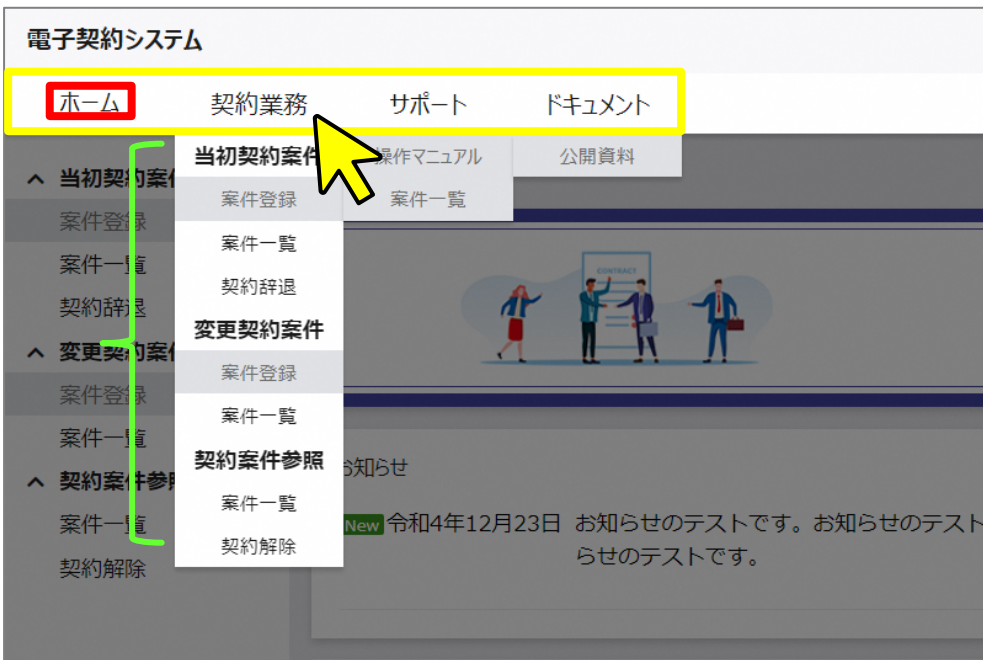 電子契約システム
ホーム 契約業務 サポート ドキュメント
当初契約案件 操作マニュアル 公開資料
案件登録 案件一覧
案件一覧
契約辞退
変更契約案件
案件登録
案件一覧
契約案件参照
案件一覧
契約解除
当初契約案件
案件登録
案件一覧
契約辞退
変更契約案件
案件登録
案件一覧
契約案件参照
案件一覧
契約解除
CONTRACT
お知らせ
New 令和4年12月23日 お知らせのテストです。お知らせのテスト
らせのテストです。